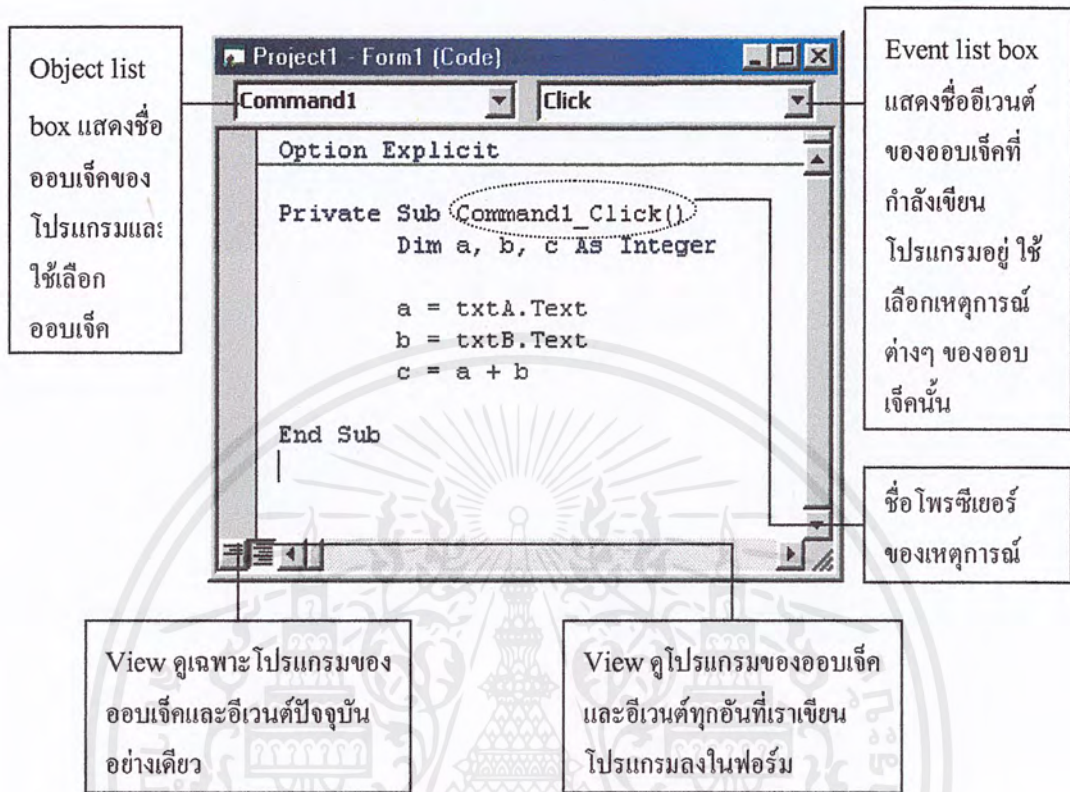 Object list
box แสดงชื่อ
ออบเจ็คของ
โปรแกรมและ
ใช้เลือก
ออบเจ็ค
Project1 - Form1 (Code)
Command1
Click
Option Explicit
Private Sub Command1_Click()
Dim a, b, c As Integer
a = txtA.Text
b = txtB.Text
c = a + b
End Sub
Event list box
แสดงชื่ออีเวนต์
ของออบเจ็คที่
กำลังเขียน
โปรแกรมอยู่ ใช้
เลือกเหตุการณ์
ต่างๆ ของออบ
เจ็คนั้น
ชื่อโพรซีเยอร์
ของเหตุการณ์
View ดูเฉพาะโปรแกรมของ
ออบเจ็คและอีเวนต์ปัจจุบัน
อย่างเดียว
View ดูโปรแกรมของออบเจ็ค
และอีเวนต์ทุกอันที่เราเขียน
โปรแกรมลงในฟอร์ม